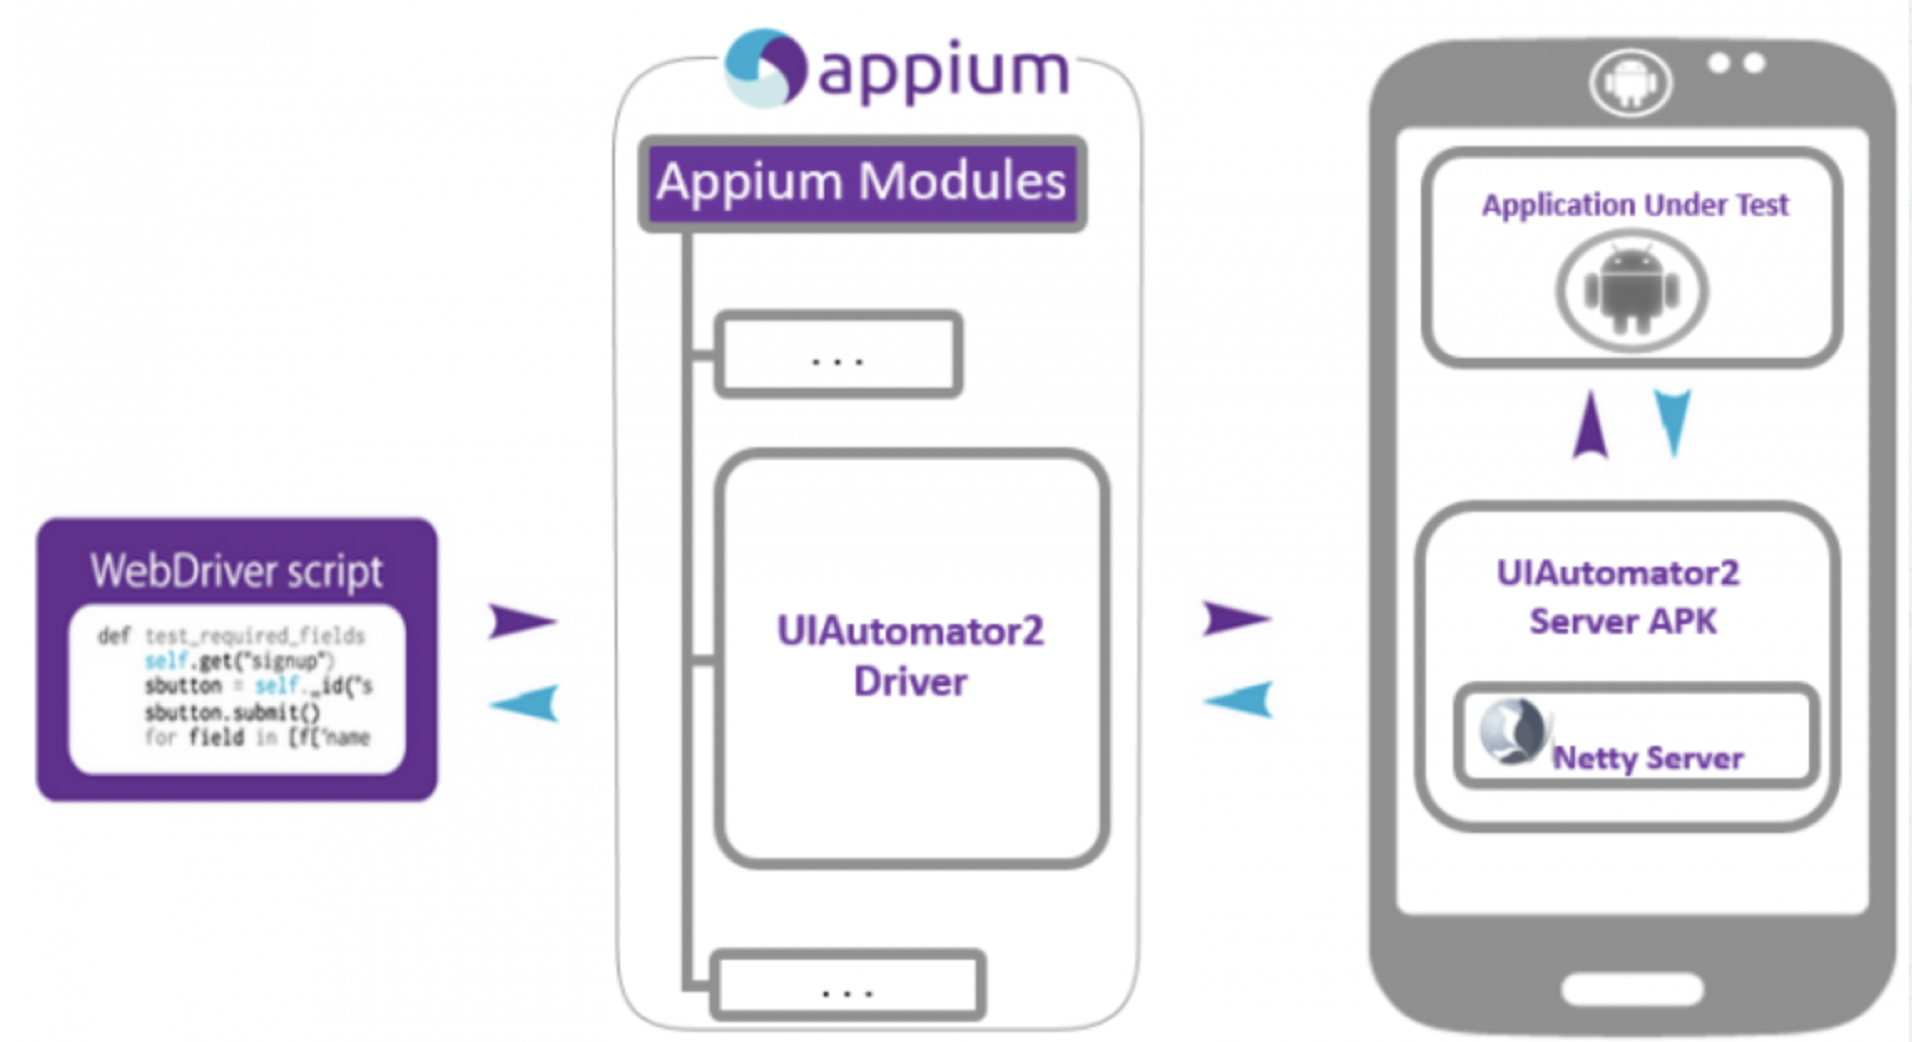 appium
Appium Modules
...
UIAutomator2
Driver
...
WebDriver script
def test_required_fields
self.get("signup")
sbutton = self._id("s
sbutton.submit()
for field in [f['name
Application Under Test
UIAutomator2
Server APK
Netty Server